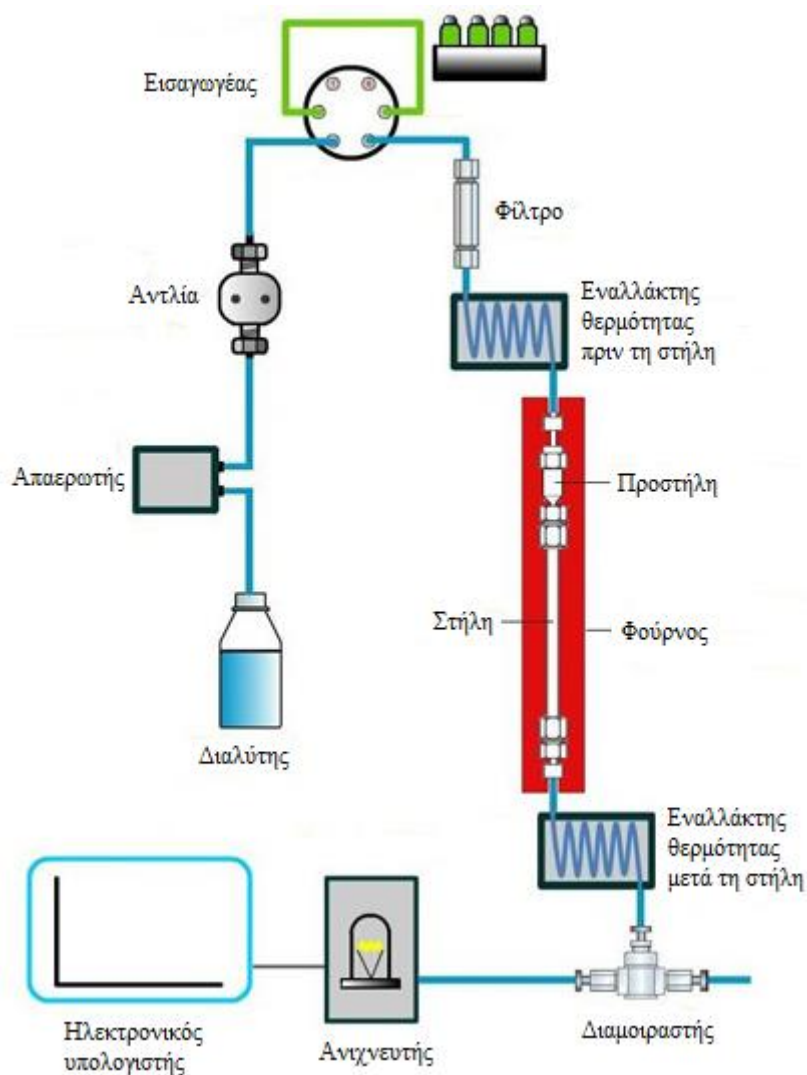 Εισαγωγέας
Φίλτρο
Αντλία
Εναλλάκτης
θερμότητας
πριν τη στήλη
Απαερωτής
Προστήλη
Στήλη
Φούρνος
Διαλύτης
Εναλλάκτης
θερμότητας
μετά τη στήλη
Ηλεκτρονικός
υπολογιστής
Ανιχνευτής
Διαμοιραστής